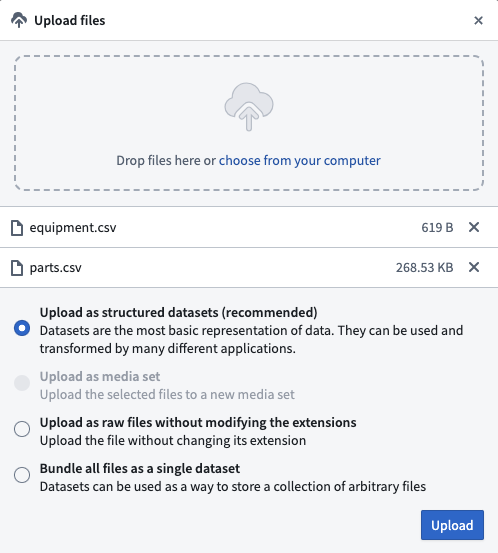 Upload files
Drop files here or choose from your computer
equipment.csv 619 B
parts.csv 268.53 KB
Upload as structured datasets (recommended)
Datasets are the most basic representation of data. They can be used and
transformed by many different applications.
Upload as media set
Upload the selected files to a new media set
Upload as raw files without modifying the extensions
Upload the file without changing its extension
Bundle all files as a single dataset
Datasets can be used as a way to store a collection of arbitrary files
Upload